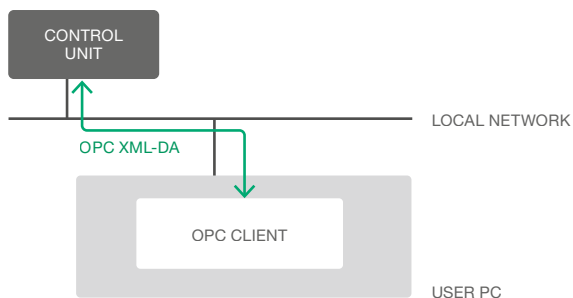 CONTROL
UNIT
LOCAL NETWORK
OPC XML-DA
OPC CLIENT
USER PC